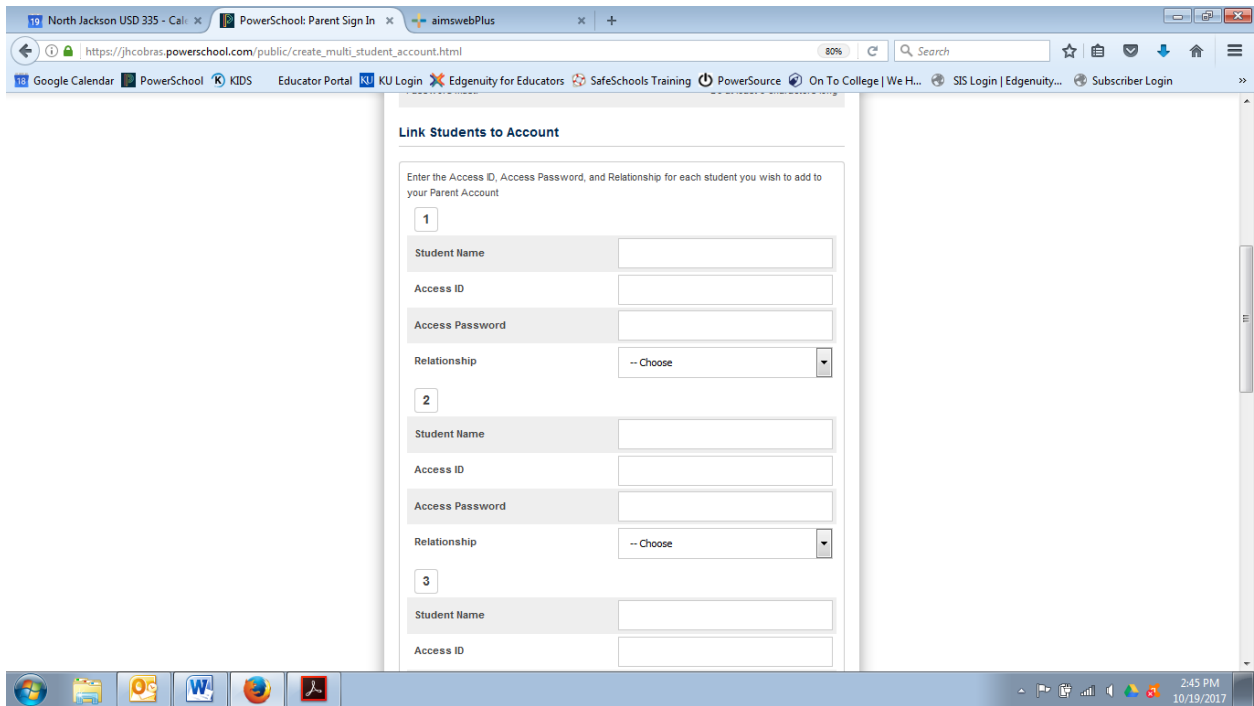 19 North Jackson USD 335 - Cale × PowerSchool: Parent Sign In × aimswebPlus × +
https://jhcobras.powerschool.com/public/create_multi_student_account.html 80% Search
18 Google Calendar PowerSchool K KIDS Educator Portal KU KU Login Edgenuity for Educators SafeSchools Training PowerSource On To College | We H... SIS Login | Edgenuity... Subscriber Login »
Link Students to Account
Enter the Access ID, Access Password, and Relationship for each student you wish to add to
your Parent Account
1
Student Name
Access ID
Access Password
Relationship -- Choose
2
Student Name
Access ID
Access Password
Relationship -- Choose
3
Student Name
Access ID
2:45 PM
10/19/2017